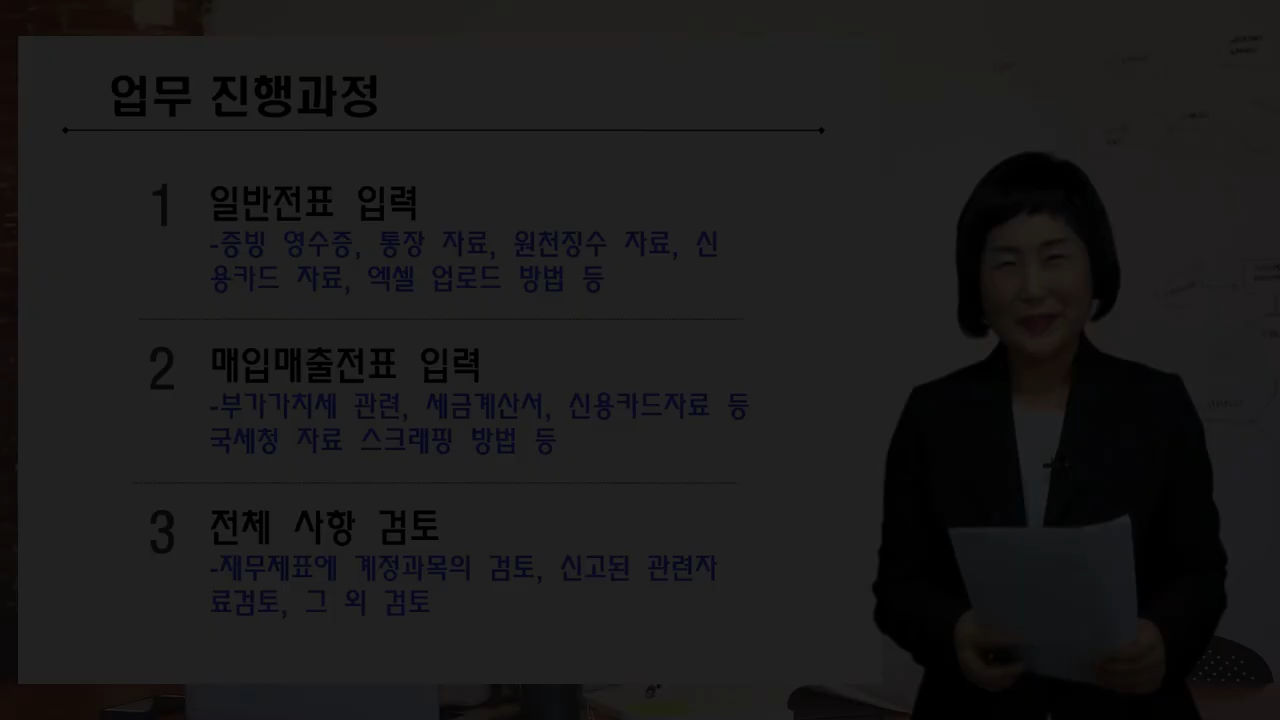 업무 진행과정
1 일반전표 입력
-증빙 영수증, 통장 자료, 원천징수 자료, 신
용카드 자료, 엑셀 업로드 방법 등
2 매입매출전표 입력
-부가가치세 관련, 세금계산서, 신용카드자료 등
국세청 자료 스크래핑 방법 등
3 전체 사항 검토
-재무제표에 계정과목의 검토, 신고된 관련자
료검토, 그 외 검토